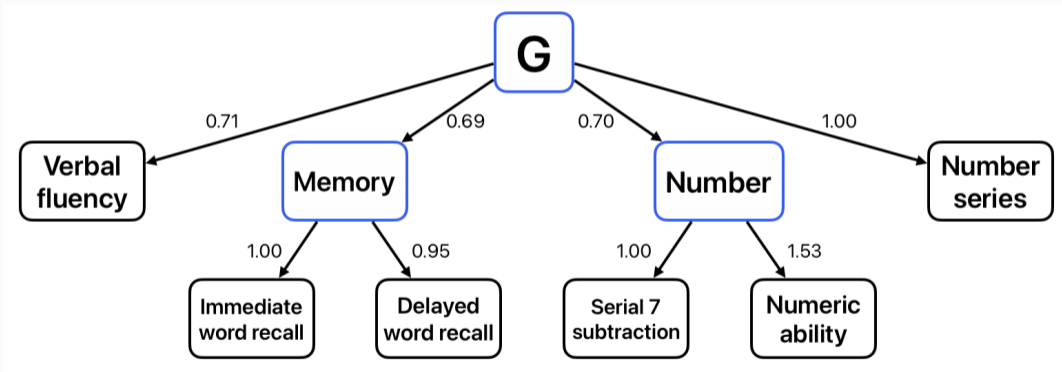 G
0.71
0.69
0.70
1.00
Verbal
fluency
Memory
Number
Number
series
1.00
0.95
1.00
1.53
Immediate
word recall
Delayed
word recall
Serial 7
subtraction
Numeric
ability